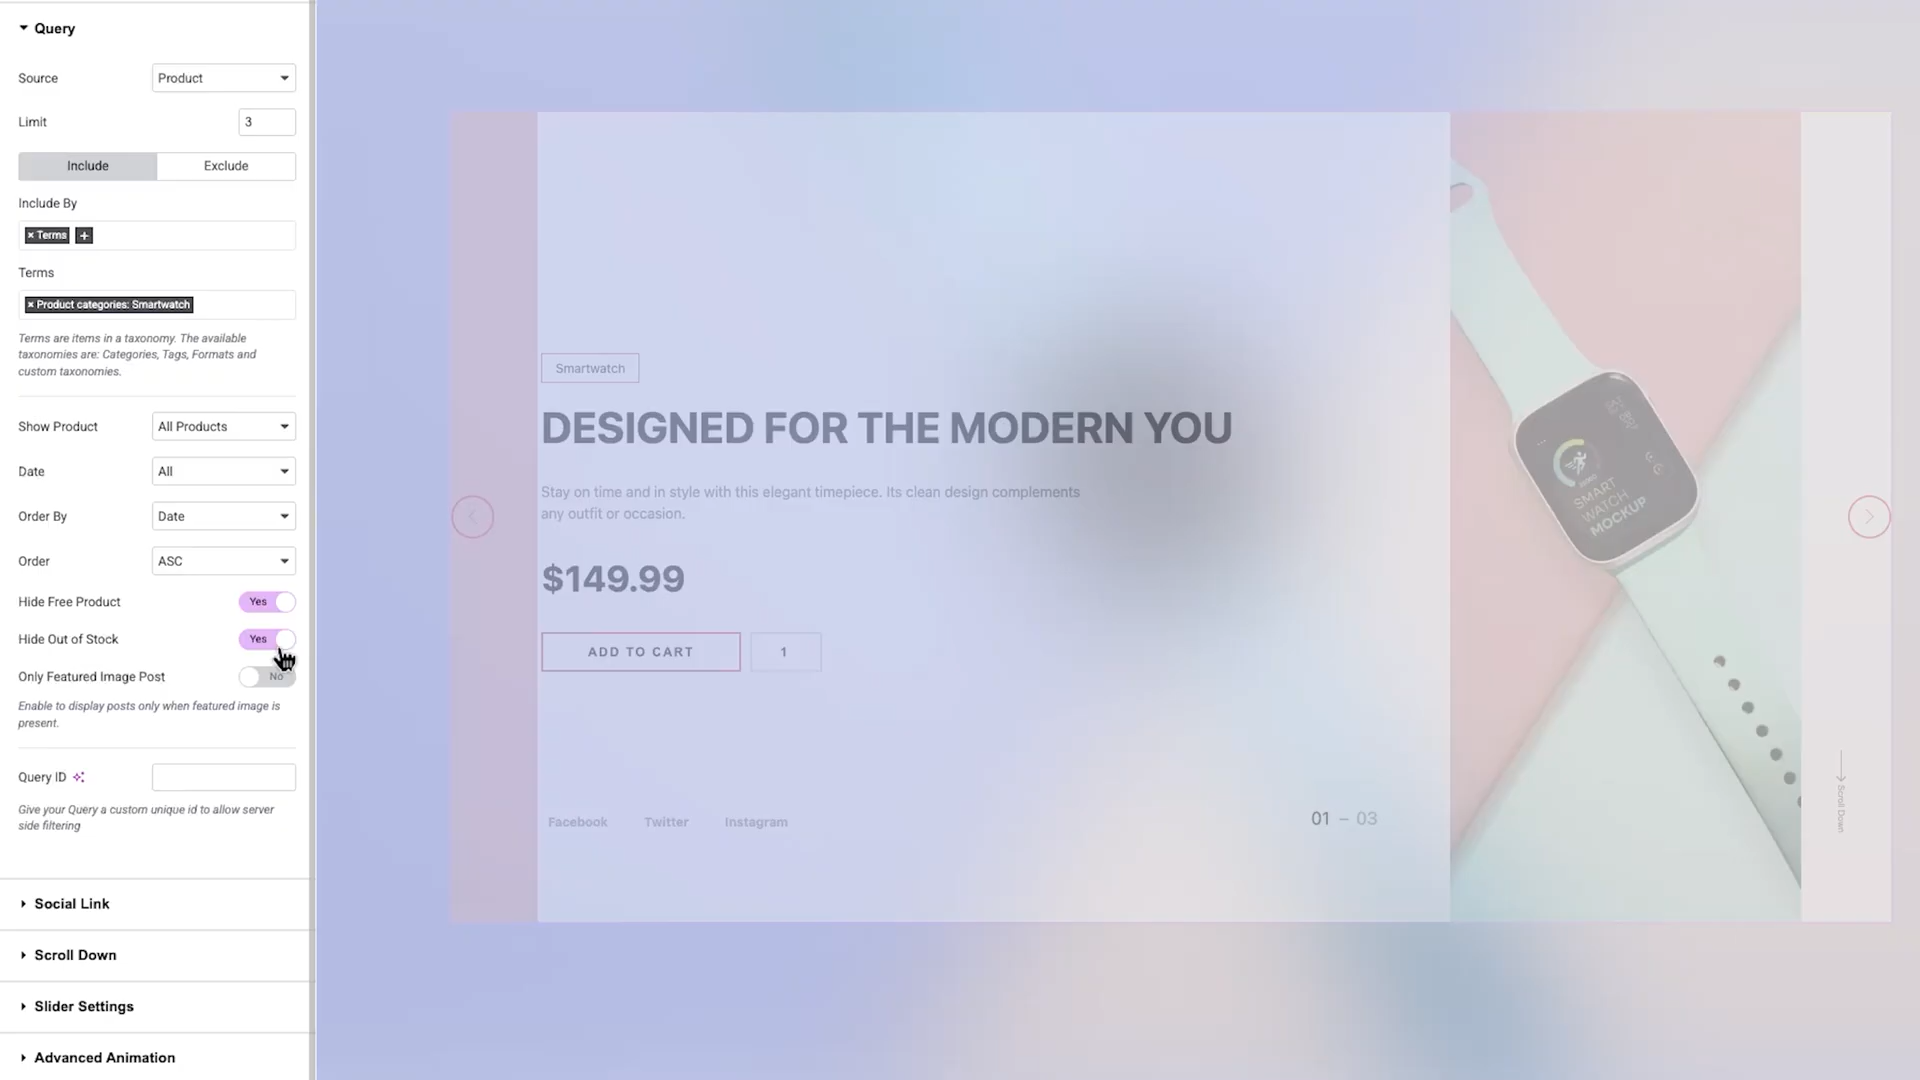 Query
Source
Product
Limit
3
Include
Exclude
Include By
× Terms
+
Terms
× Product categories: Smartwatch
Terms are items in a taxonomy. The available
taxonomies are: Categories, Tags, Formats and
custom taxonomies.
Show Product
All Products
Date
All
Order By
Date
Order
ASC
Hide Free Product
Yes
Hide Out of Stock
Yes
Only Featured Image Post
No
Enable to display posts only when featured image is
present.
Query ID
Give your Query a custom unique id to allow server
side filtering
Social Link
Scroll Down
Slider Settings
Advanced Animation
Smartwatch
DESIGNED FOR THE MODERN YOU
Stay on time and in style with this elegant timepiece. Its clean design complements
any outfit or occasion.
$149.99
ADD TO CART
1
Facebook
Twitter
Instagram
01 – 03
SMART
WATCH
MOCKUP
Scroll Down